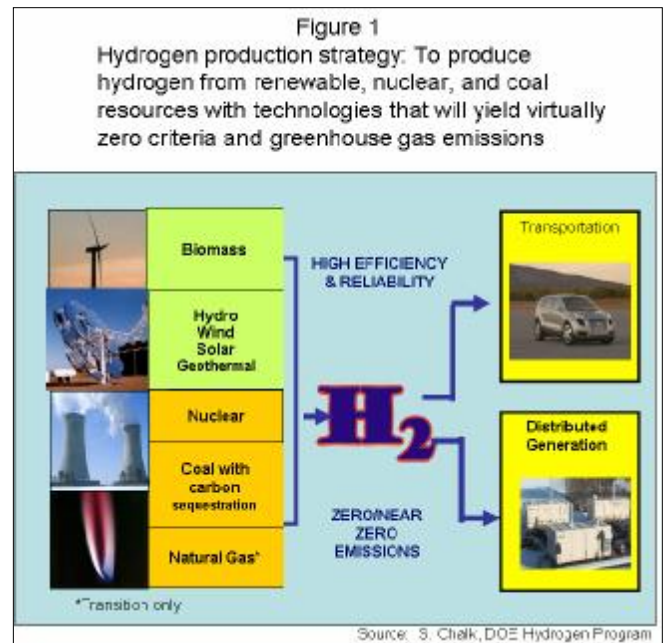 Figure 1
Hydrogen production strategy: To produce
hydrogen from renewable, nuclear, and coal
resources with technologies that will yield virtually
zero criteria and greenhouse gas emissions
Biomass
Hydro
Wind
Solar
Geothermal
Nuclear
Coal with
carbon
sequestration
Natural Gas*
*Transition only
HIGH EFFICIENCY
& RELIABILITY
H2
ZERO/NEAR
ZERO
EMISSIONS
Transportation
Distributed
Generation
Source: S. Chalk, DOE Hydrogen Program